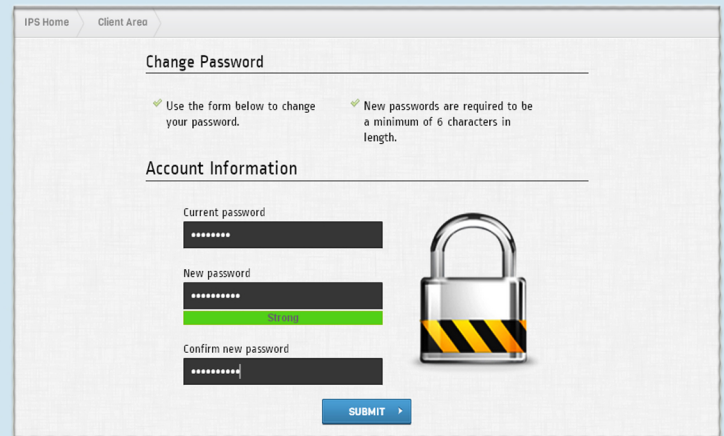 IPS Home
Client Area
Change Password
Use the form below to change
your password.
New passwords are required to be
a minimum of 6 characters in
length.
Account Information
Current password
••••••••
New password
••••••••••
Strong
Confirm new password
••••••••••
SUBMIT